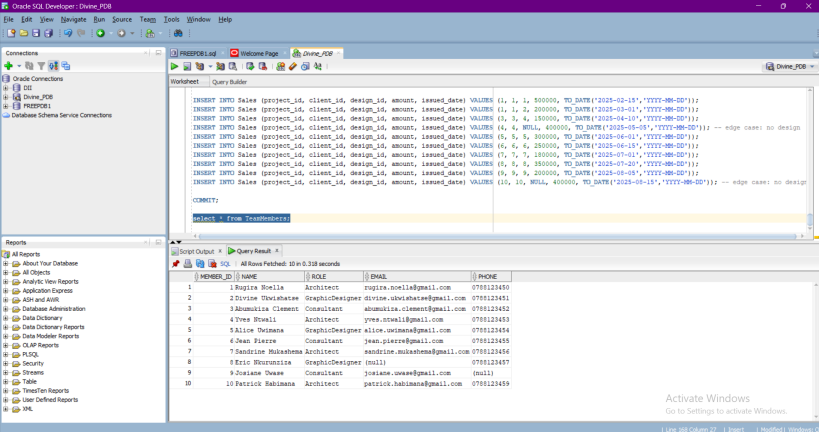 Oracle SQL Developer : Divine_PDB
File Edit View Navigate Run Source Team Tools Window Help
Connections
Oracle Connections
DII
Divine_PDB
FREEPDB1
Database Schema Service Connections
Reports
All Reports
About Your Database
All Objects
Analytic View Reports
Application Express
ASH and AWR
Database Administration
Data Dictionary
Data Dictionary Reports
Data Modeler Reports
OLAP Reports
PLSQL
Security
Streams
Table
TimesTen Reports
User Defined Reports
XML
FREEPDB1.sql Welcome Page Divine_PDB
Divine_PDB
Worksheet Query Builder
INSERT INTO Sales (project_id, client_id, design_id, amount, issued_date) VALUES (1, 1, 1, 500000, TO_DATE('2025-02-15','YYYY-MM-DD'));
INSERT INTO Sales (project_id, client_id, design_id, amount, issued_date) VALUES (1, 1, 2, 200000, TO_DATE('2025-03-01','YYYY-MM-DD'));
INSERT INTO Sales (project_id, client_id, design_id, amount, issued_date) VALUES (3, 3, 4, 150000, TO_DATE('2025-04-10','YYYY-MM-DD'));
INSERT INTO Sales (project_id, client_id, design_id, amount, issued_date) VALUES (4, 4, NULL, 400000, TO_DATE('2025-05-05','YYYY-MM-DD')); -- edge case: no design
INSERT INTO Sales (project_id, client_id, design_id, amount, issued_date) VALUES (5, 5, 5, 300000, TO_DATE('2025-06-01','YYYY-MM-DD'));
INSERT INTO Sales (project_id, client_id, design_id, amount, issued_date) VALUES (6, 6, 6, 250000, TO_DATE('2025-06-15','YYYY-MM-DD'));
INSERT INTO Sales (project_id, client_id, design_id, amount, issued_date) VALUES (7, 7, 7, 180000, TO_DATE('2025-07-01','YYYY-MM-DD'));
INSERT INTO Sales (project_id, client_id, design_id, amount, issued_date) VALUES (8, 8, 8, 350000, TO_DATE('2025-07-20','YYYY-MM-DD'));
INSERT INTO Sales (project_id, client_id, design_id, amount, issued_date) VALUES (9, 9, 9, 200000, TO_DATE('2025-08-05','YYYY-MM-DD'));
INSERT INTO Sales (project_id, client_id, design_id, amount, issued_date) VALUES (10, 10, NULL, 400000, TO_DATE('2025-08-15','YYYY-MM-DD')); -- edge case: no desig
COMMIT;
select * from TeamMembers;
Script Output Query Result
SQL All Rows Fetched: 10 in 0.318 seconds
MEMBER_ID NAME ROLE EMAIL PHONE
1 1 Rugira Noella Architect rugira.noella@gmail.com 0788123450
2 2 Divine Ukwishatse GraphicDesigner divine.ukwishatse@gmail.com 0788123451
3 3 Abumukiza Clement Consultant abumukiza.clement@gmail.com 0788123452
4 4 Yves Ntwali Architect yves.ntwali@gmail.com 0788123453
5 5 Alice Uwimana GraphicDesigner alice.uwimana@gmail.com 0788123454
6 6 Jean Pierre Consultant jean.pierre@gmail.com 0788123455
7 7 Sandrine Mukashema Architect sandrine.mukashema@gmail.com 0788123456
8 8 Eric Nkurunziza GraphicDesigner (null) 0788123457
9 9 Josiane Uwase Consultant josiane.uwase@gmail.com (null)
10 10 Patrick Habimana Architect patrick.habimana@gmail.com 0788123459
Activate Windows
Go to Settings to activate Windows.
Line 168 Column 27 | Insert | Modified | Windows: C